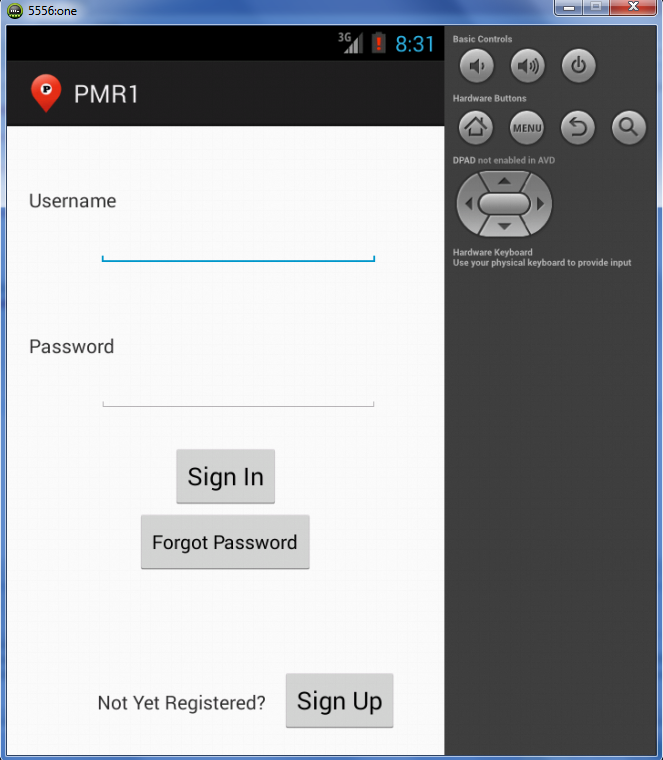 5556:one
3G 8:31
P PMR1
Username
Password
Sign In
Forgot Password
Not Yet Registered? Sign Up
Basic Controls
Hardware Buttons
MENU
DPAD not enabled in AVD
Hardware Keyboard
Use your physical keyboard to provide input